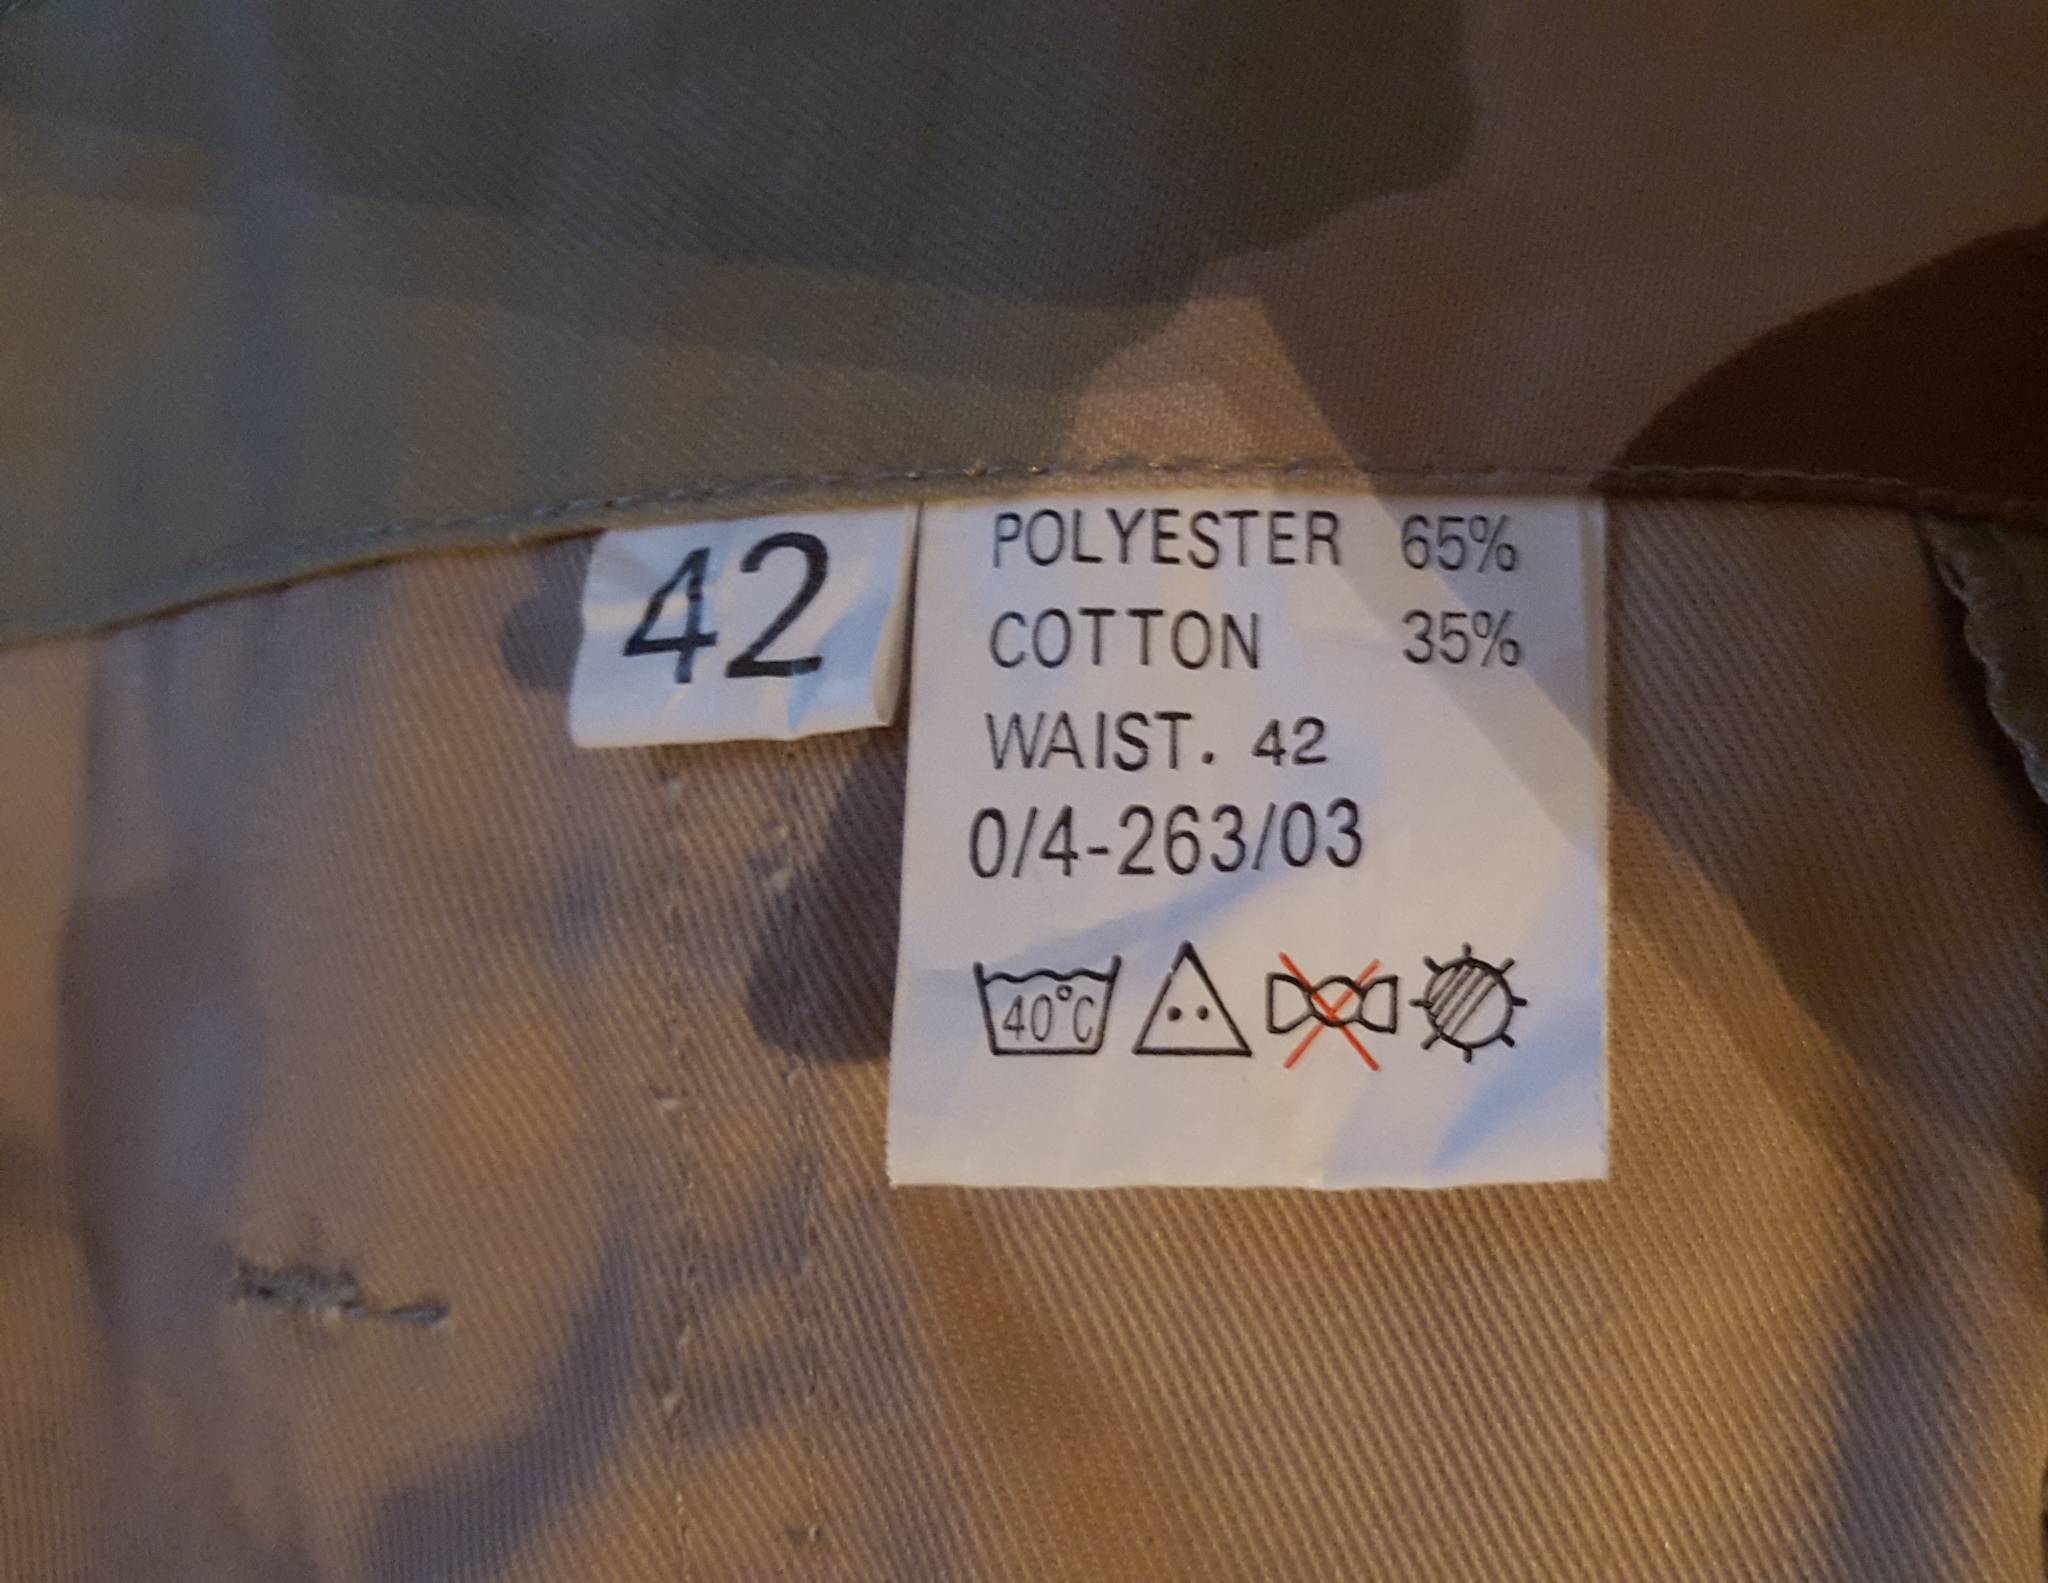 42
POLYESTER 65%
COTTON 35%
WAIST. 42
0/4-263/03
40°C